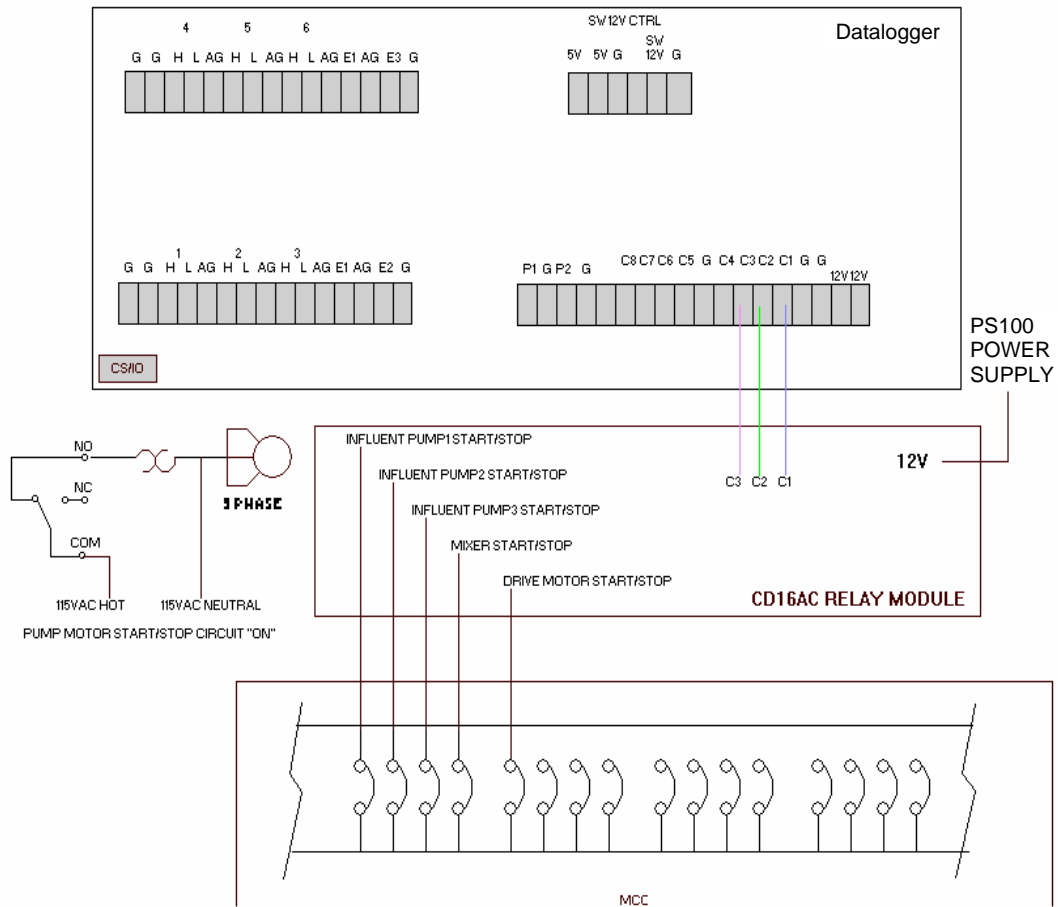 SW12V CTRL
Datalogger
4 5 6
SW
G G H L AG H L AG H L AG E1 AG E3 G
5V 5V G 12V G
1 2 3
G G H L AG H L AG H L AG E1 AG E2 G
P1 G P2 G C8 C7 C6 C5 G C4 C3 C2 C1 G G
12V 12V
CS/IO
PS100
POWER
SUPPLY
NO
NC
COM
3 PHASE
115VAC HOT 115VAC NEUTRAL
PUMP MOTOR START/STOP CIRCUIT "ON"
INFLUENT PUMP1 START/STOP
INFLUENT PUMP2 START/STOP
INFLUENT PUMP3 START/STOP
MIXER START/STOP
DRIVE MOTOR START/STOP
C3 C2 C1
12V
CD16AC RELAY MODULE
MCC